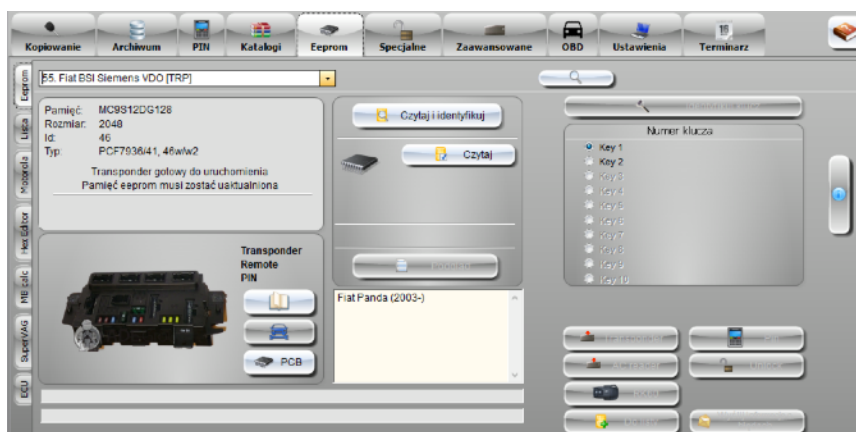 Kopiowanie
Archiwum
PIN
Katalogi
Eeprom
Specjalne
Zaawansowane
OBD
Ustawienia
Terminarz
Eeprom
Lista
Motorola
Hex Editor
MB calc
SuperVAG
ECU
55. Fiat BSI Siemens VDO [TRP]
Pamięć: MC9S12DG128
Rozmiar: 2048
Id: 46
Typ: PCF7936/41, 46w/w2
Transponder gotowy do uruchomienia
Pamięć eeprom musi zostać uaktualniona
Transponder
Remote
PIN
PCB
Czytaj i identyfikuj
Czytaj
Fiat Panda (2003-)
Numer klucza
Key 1
Key 2
Key 3
Key 4
Key 5
Key 6
Key 7
Key 8
Key 9
Key 10
Transponder